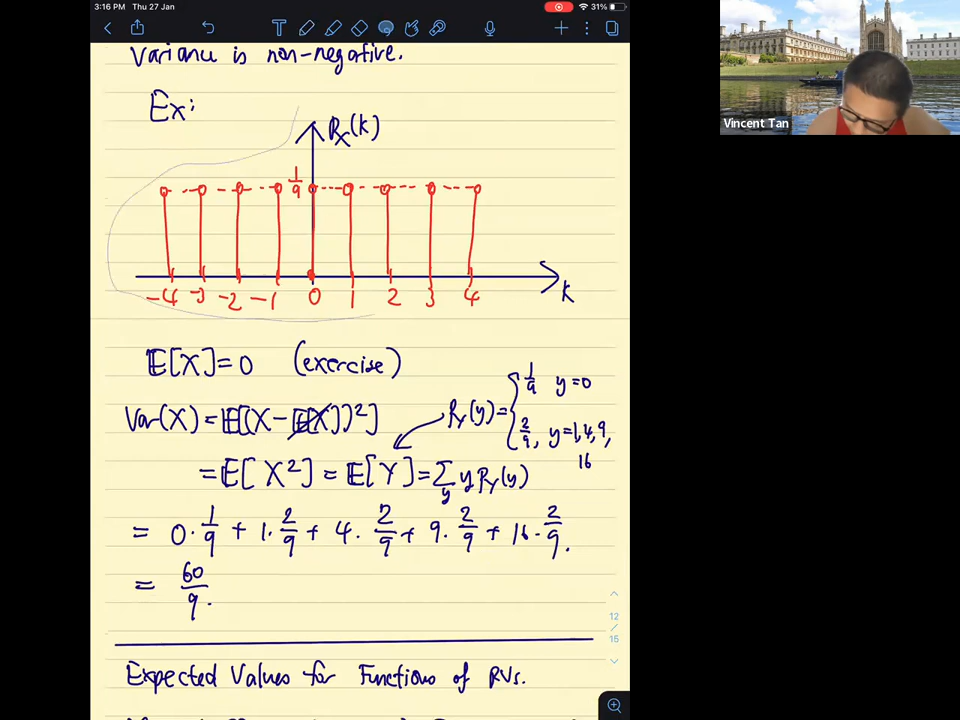 3:16 PM Thu 27 Jan
31%
Variance is non-negative.
Ex:
P_X(k)
1/9
-4 -3 -2 -1 0 1 2 3 4
k
E[X]=0 (exercise)
Var(X)=E[(X-E[X])²]
P_Y(y)={1/9 y=0
2/9, y=1,4,9,
16
=E[X²]=E[Y]=∑_y y P_Y(y)
= 0·1/9 + 1·2/9 + 4·2/9 + 9·2/9 + 16·2/9.
= 60/9.
12
/
15
Expected Values for Functions of RVs.
Vincent Tan